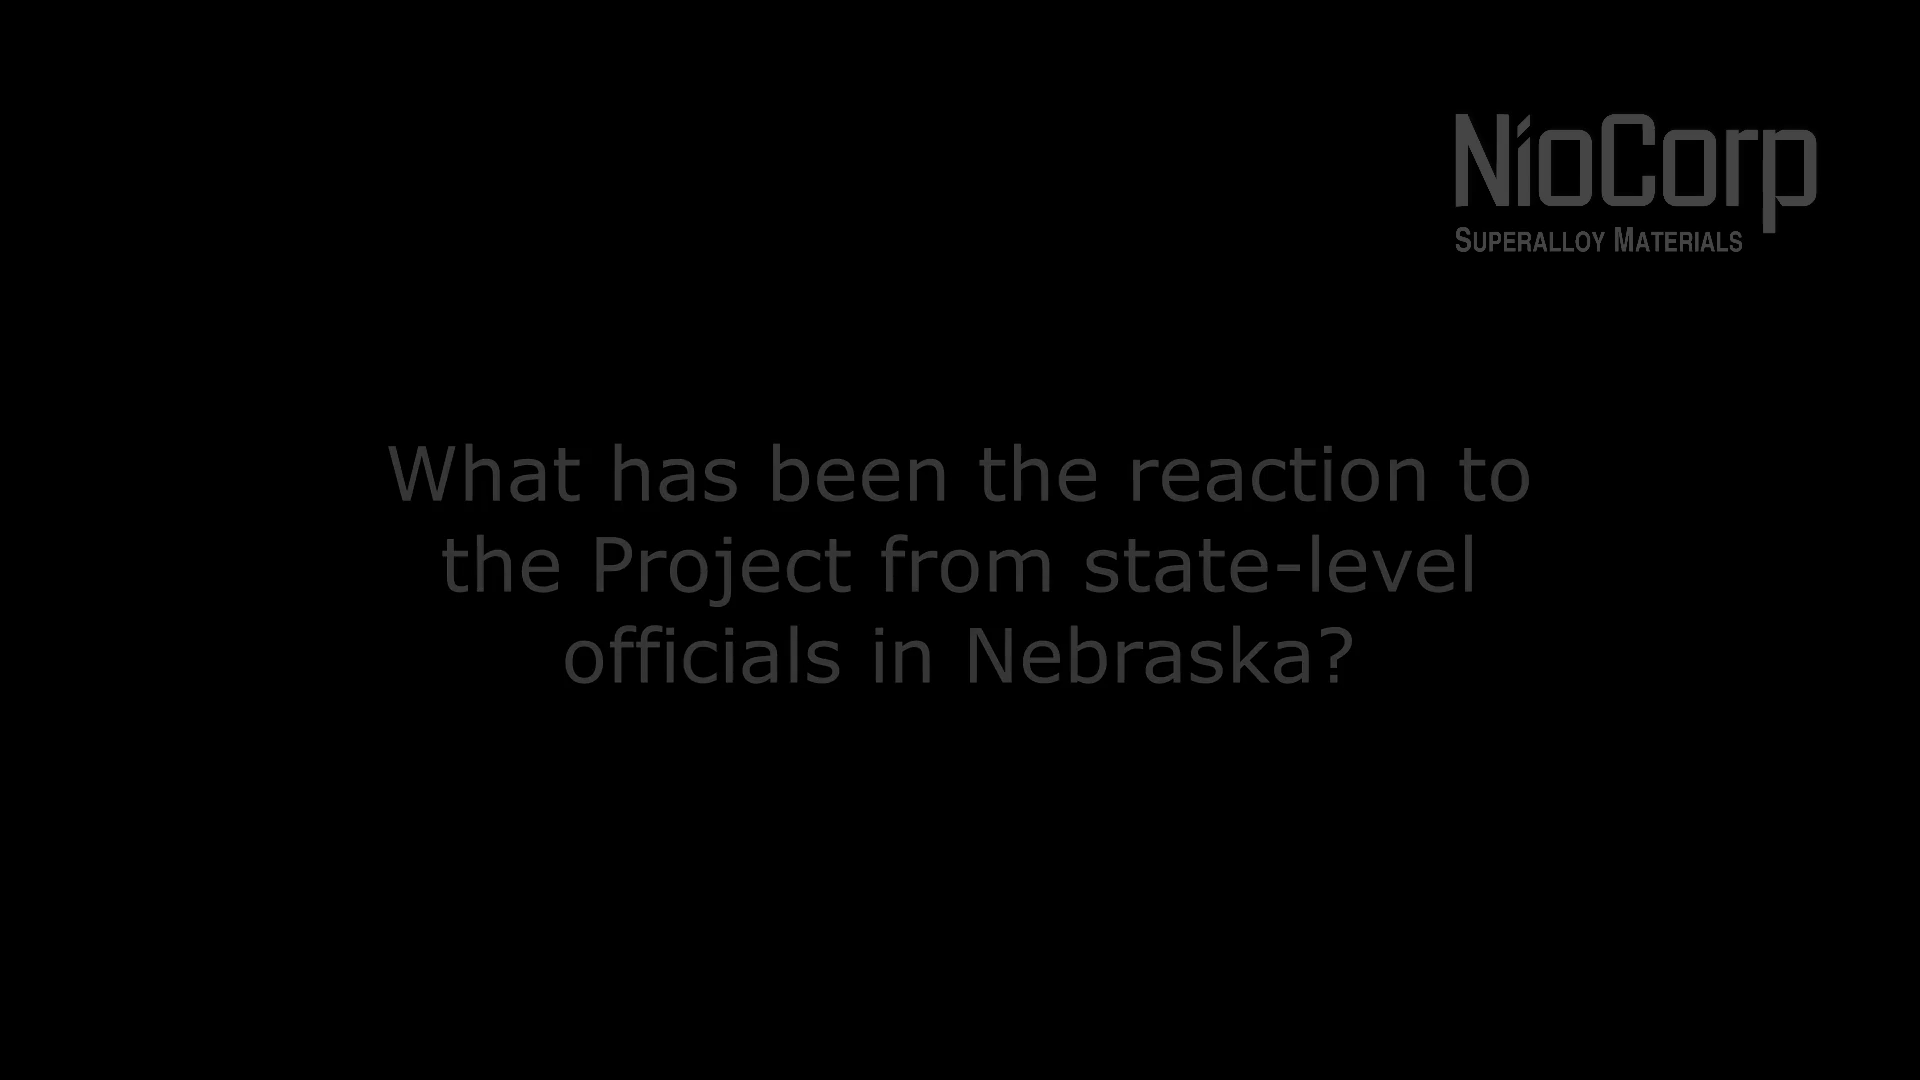 NioCorp
SUPERALLOY MATERIALS
What has been the reaction to
the Project from state-level
officials in Nebraska?